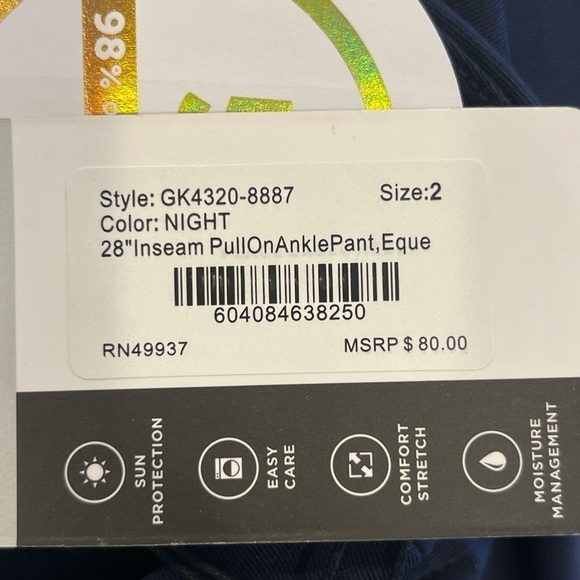 98%
Style: GK4320-8887 Size:2
Color: NIGHT
28"Inseam PullOnAnklePant,Eque
604084638250
RN49937 MSRP $ 80.00
SUN
PROTECTION
EASY
CARE
COMFORT
STRETCH
MOISTURE
MANAGEMENT